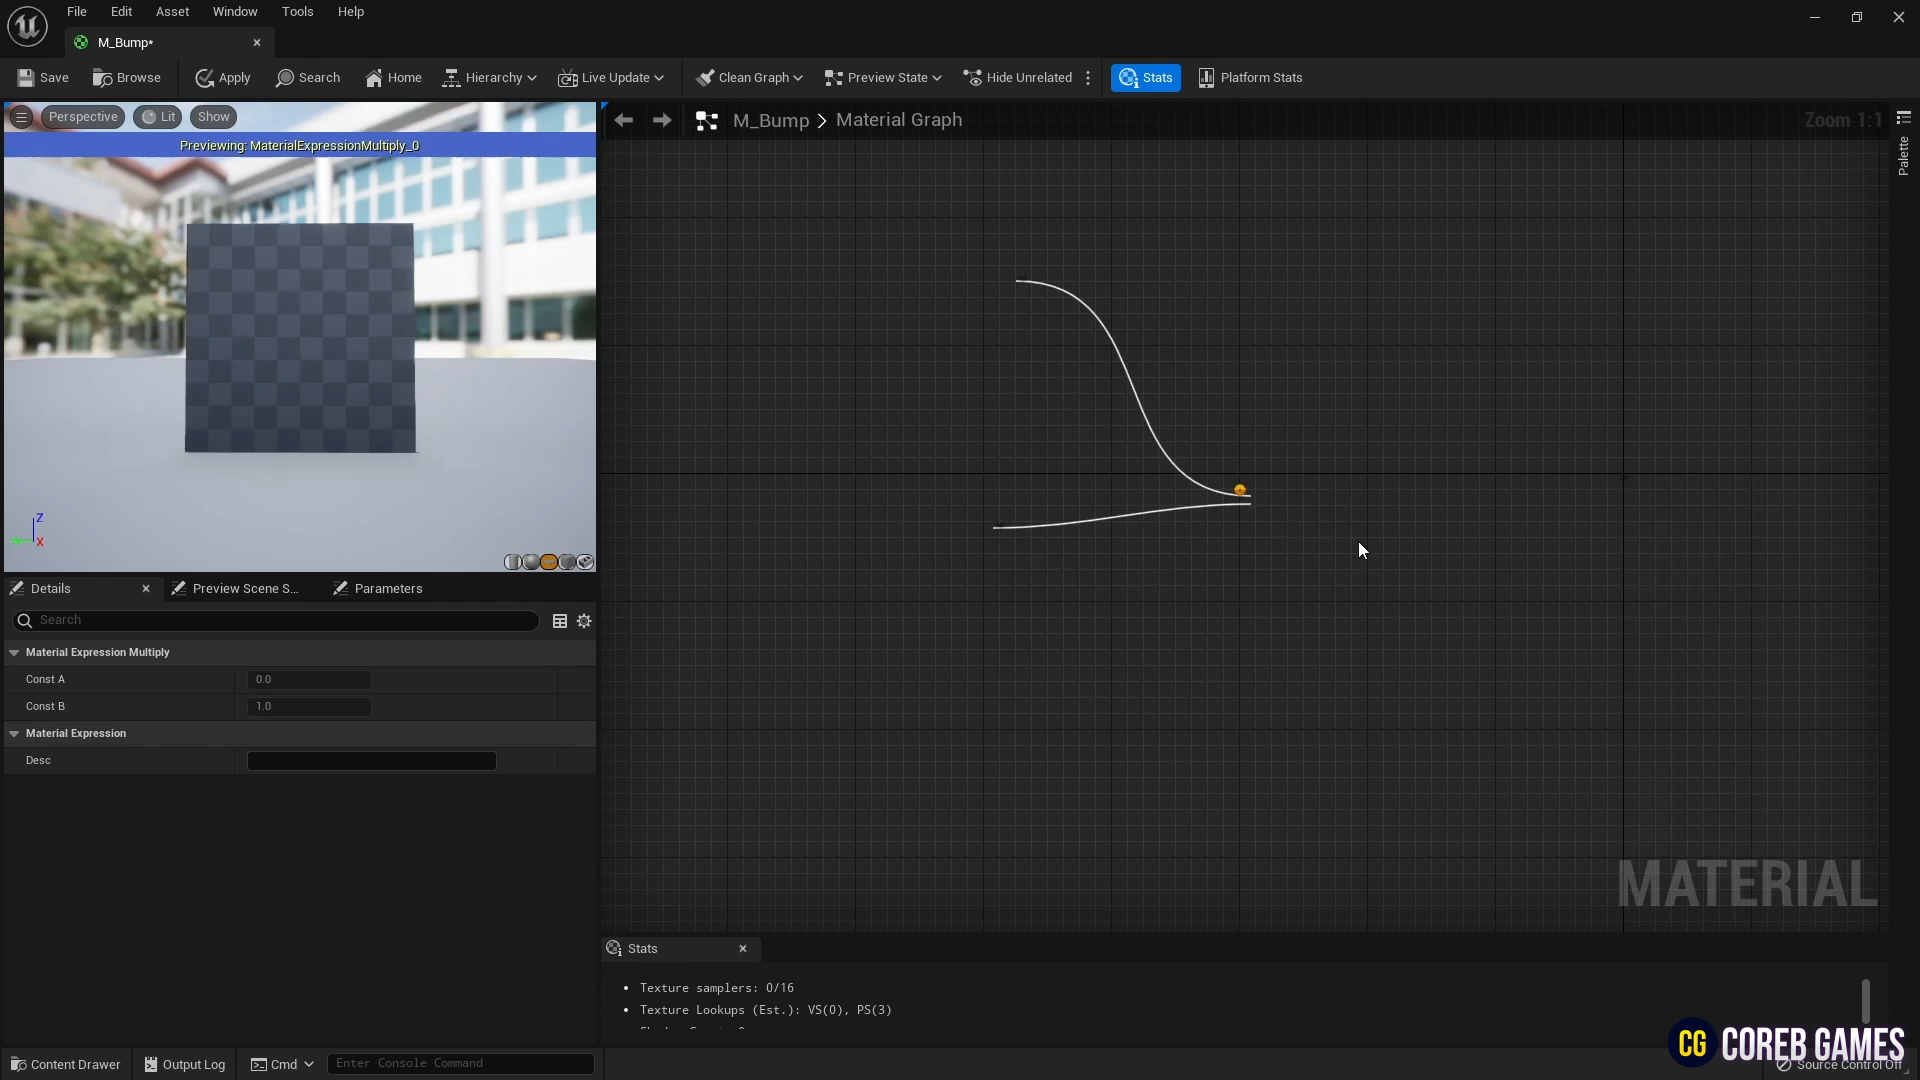 File Edit Asset Window Tools Help
M_Bump*
Save Browse Apply Search Home Hierarchy Live Update Clean Graph Preview State Hide Unrelated Stats Platform Stats
Perspective Lit Show
M_Bump > Material Graph
Zoom 1:1
Palette
Previewing: MaterialExpressionMultiply_0
Z
X
Details Preview Scene S... Parameters
Search
Material Expression Multiply
Const A 0.0
Const B 1.0
Material Expression
Desc
MATERIAL
Stats
• Texture samplers: 0/16
• Texture Lookups (Est.): VS(0), PS(3)
CG COREB GAMES
Content Drawer Output Log Cmd Enter Console Command
Source Control Off